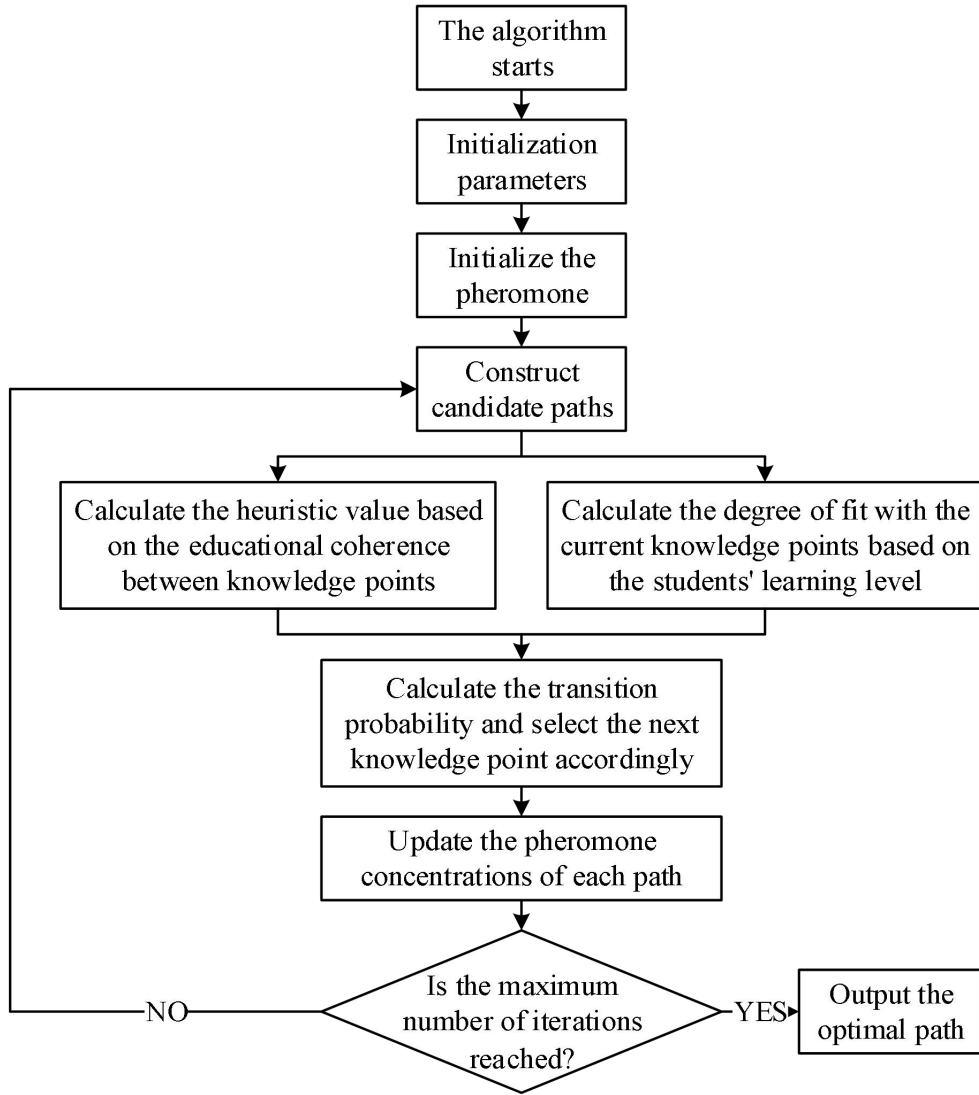 The algorithm
starts
Initialization
parameters
Initialize the
pheromone
Construct
candidate paths
Calculate the heuristic value based
on the educational coherence
between knowledge points
Calculate the degree of fit with the
current knowledge points based on
the students' learning level
Calculate the transition
probability and select the next
knowledge point accordingly
Update the pheromone
concentrations of each path
Is the maximum
number of iterations
reached?
NO
YES
Output the
optimal path